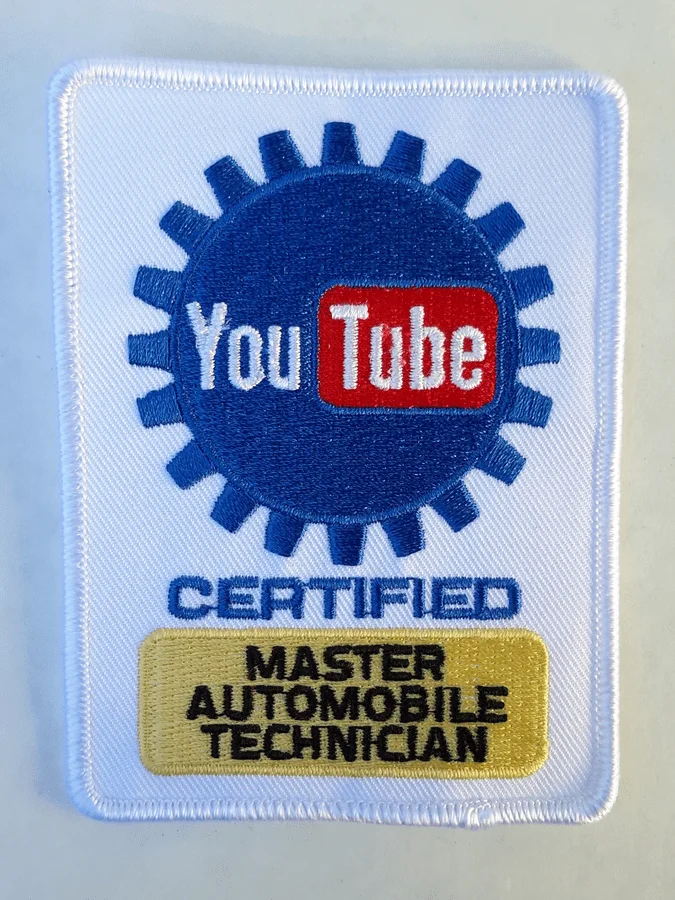 YouTube
CERTIFIED
MASTER
AUTOMOBILE
TECHNICIAN